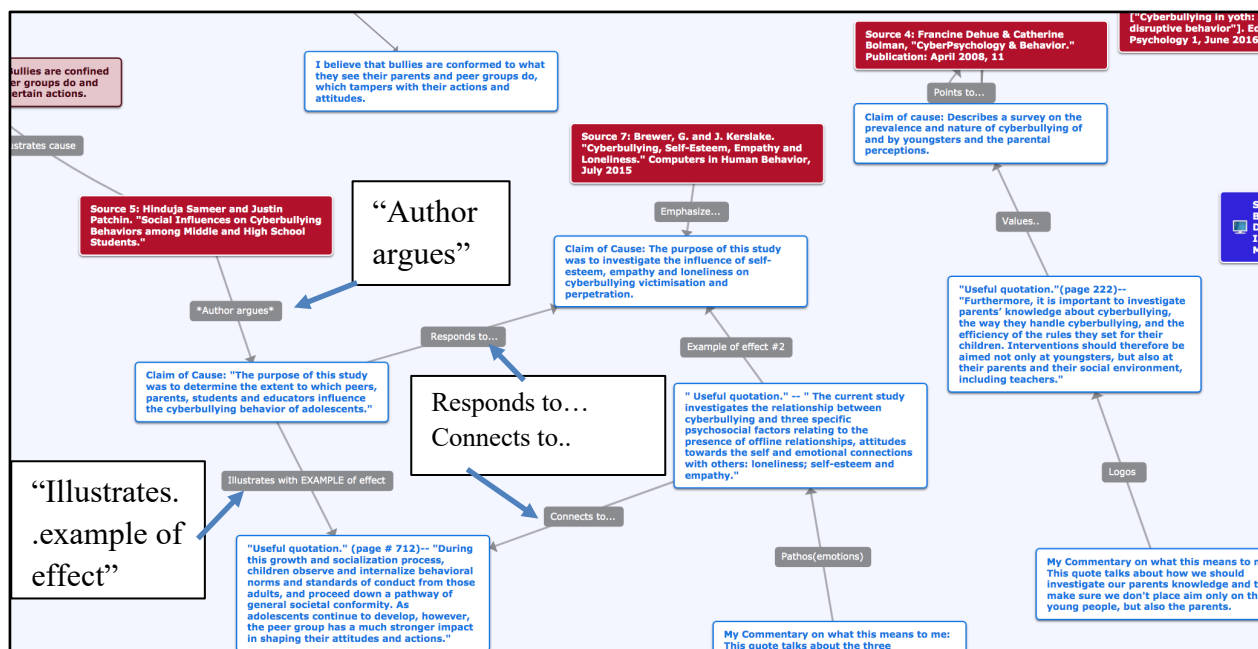 ["Cyberbullying in yoth:
disruptive behavior"]. Ed
Psychology 1, June 2016
Source 4: Francine Dehue & Catherine
Bolman, "CyberPsychology & Behavior."
Publication: April 2008, 11
Bullies are confined
er groups do and
ertain actions.
I believe that bullies are conformed to what
they see their parents and peer groups do,
which tampers with their actions and
attitudes.
Points to...
Claim of cause: Describes a survey on the
prevalence and nature of cyberbullying of
and by youngsters and the parental
perceptions.
ustrates cause
Source 7: Brewer, G. and J. Kerslake.
"Cyberbullying, Self-Esteem, Empathy and
Loneliness." Computers in Human Behavior,
July 2015
Source 5: Hinduja Sameer and Justin
Patchin. "Social Influences on Cyberbullying
Behaviors among Middle and High School
Students."
“Author
argues”
Emphasize...
Values..
Claim of Cause: The purpose of this study
was to investigate the influence of self-
esteem, empathy and loneliness on
cyberbullying victimisation and
perpetration.
*Author argues*
Responds to...
Example of effect #2
"Useful quotation."(page 222)--
"Furthermore, it is important to investigate
parents’ knowledge about cyberbullying,
the way they handle cyberbullying, and the
efficiency of the rules they set for their
children. Interventions should therefore be
aimed not only at youngsters, but also at
their parents and their social environment,
including teachers."
Claim of Cause: "The purpose of this study
was to determine the extent to which peers,
parents, students and educators influence
the cyberbullying behavior of adolescents."
Responds to…
Connects to..
" Useful quotation." -- " The current study
investigates the relationship between
cyberbullying and three specific
psychosocial factors relating to the
presence of offline relationships, attitudes
towards the self and emotional connections
with others: loneliness; self-esteem and
empathy."
“Illustrates.
.example of
effect”
Illustrates with EXAMPLE of effect
Logos
Connects to...
"Useful quotation." (page # 712)-- "During
this growth and socialization process,
children observe and internalize behavioral
norms and standards of conduct from those
adults, and proceed down a pathway of
general societal conformity. As
adolescents continue to develop, however,
the peer group has a much stronger impact
in shaping their attitudes and actions."
Pathos(emotions)
My Commentary on what this means to m
This quote talks about how we should
investigate our parents knowledge and t
make sure we don't place aim only on th
young people, but also the parents.
My Commentary on what this means to me:
This quote talks about the three